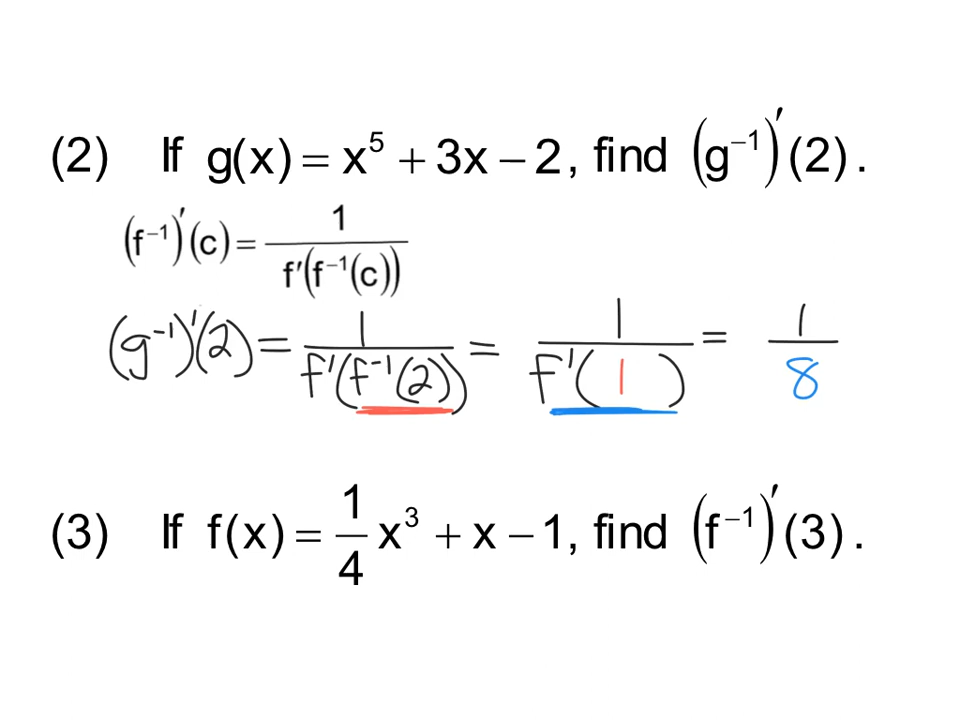 (2) If g(x) = x⁵ + 3x − 2, find (g⁻¹)′(2).
(f⁻¹)′(c) = 1/f′(f⁻¹(c))
(g⁻¹)′(2) = 1/f′(f⁻¹(2)) = 1/f′(1) = 1/8
(3) If f(x) = 1/4 x³ + x − 1, find (f⁻¹)′(3).